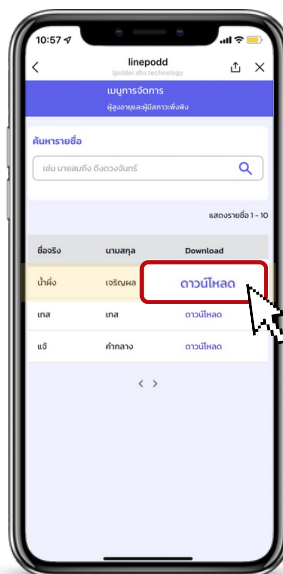 10:57
linepodd
lpolder.dto.technology
เมนูการจัดการ
ผู้สูงอายุและผู้มีสภาวะพึ่งพิง
ค้นหารายชื่อ
เช่น นายสมถึง ถึงดวงจันทร์
แสดงรายชื่อ 1 - 10
ชื่อจริง นามสกุล Download
น้ำผึ่ง เจริญผล ดาวน์โหลด
เทส เทส ดาวน์โหลด
แจ้ คำกลาง ดาวน์โหลด